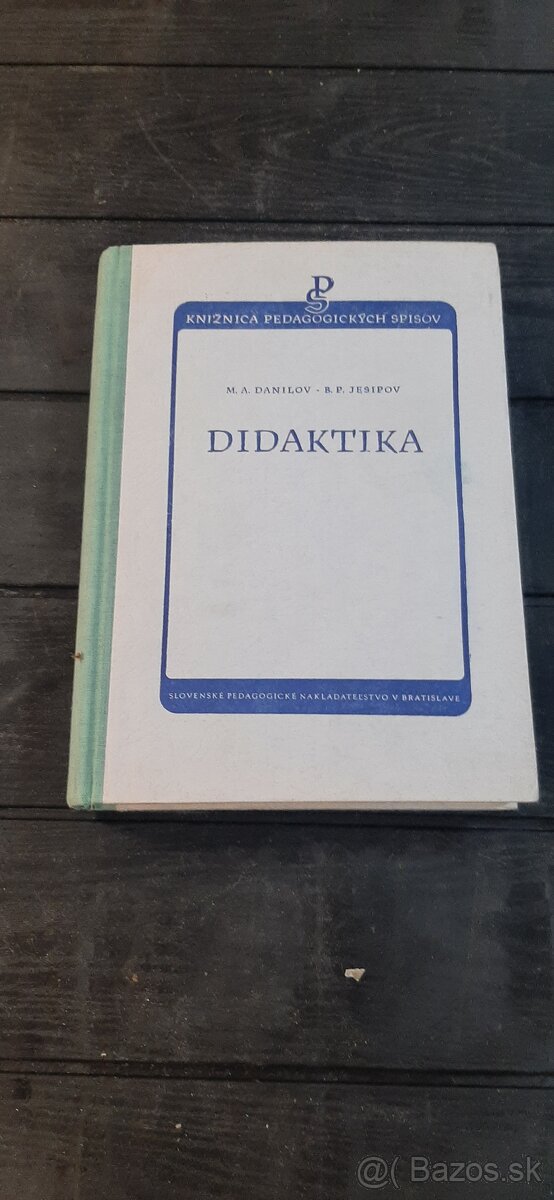 PS
KNIŽNICA PEDAGOGICKÝCH SPISOV
M. A. DANILOV - B. P. JESIPOV
DIDAKTIKA
SLOVENSKÉ PEDAGOGICKÉ NAKLADATEĽSTVO V BRATISLAVE
@( Bazos.sk